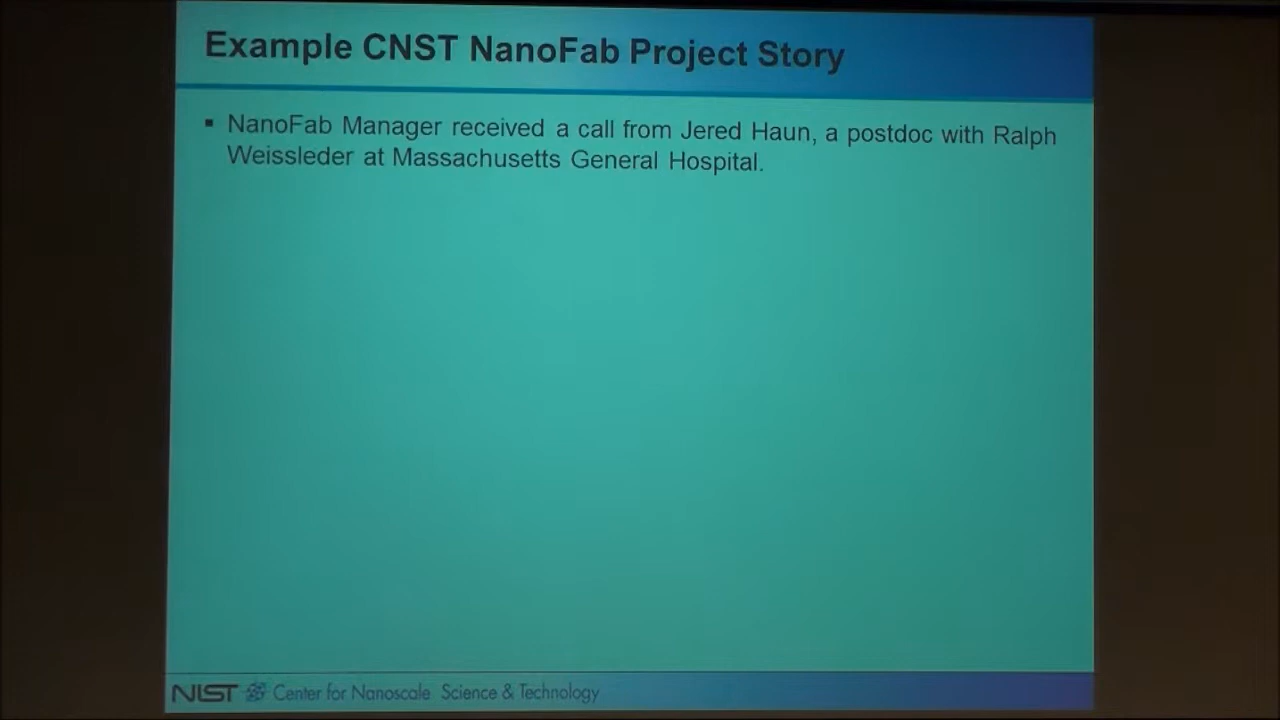 Example CNST NanoFab Project Story
▪ NanoFab Manager received a call from Jered Haun, a postdoc with Ralph
Weissleder at Massachusetts General Hospital.
NIST Center for Nanoscale Science & Technology